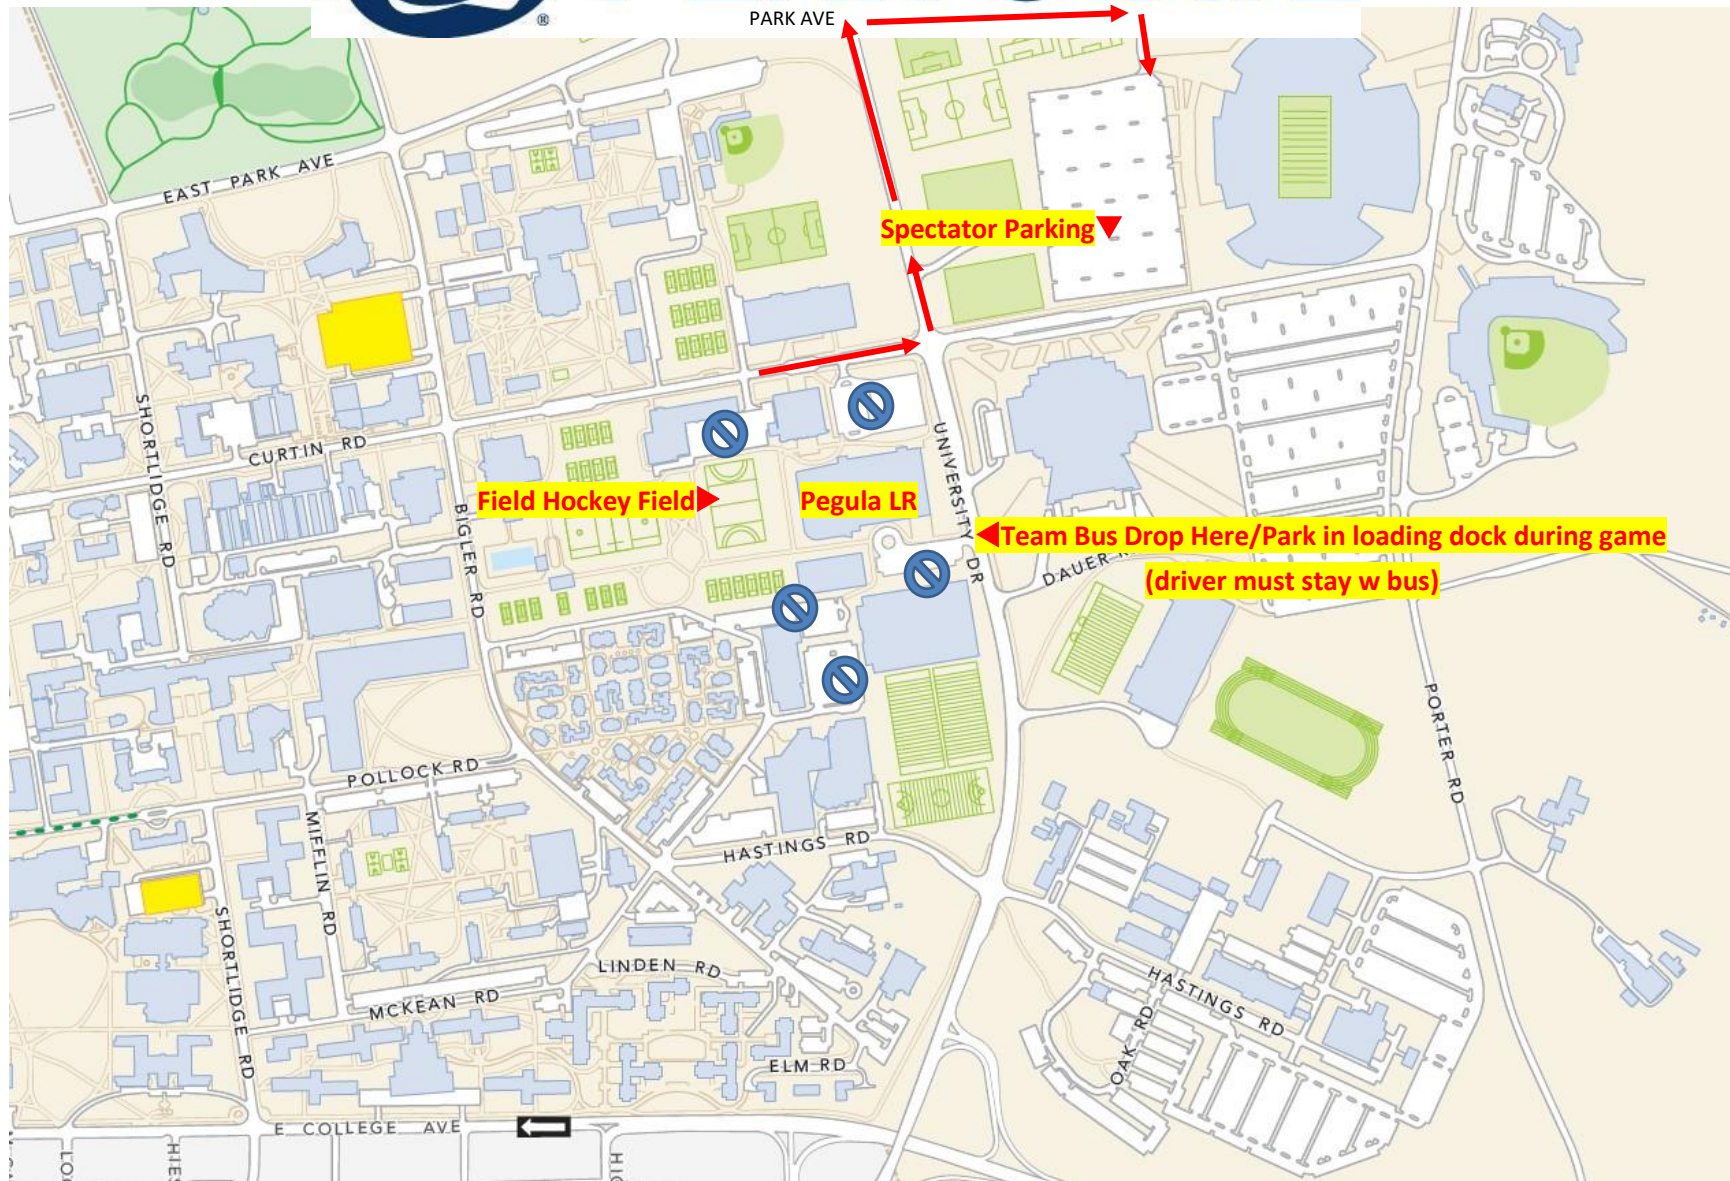 ®
PARK AVE
EAST PARK AVE
Spectator Parking
SHORTLIDGE RD
CURTIN RD
BIGLER RD
UNIVERSITY DR
Field Hockey Field
Pegula LR
Team Bus Drop Here/Park in loading dock during game
(driver must stay w bus)
DAUER
PORTER RD
POLLOCK RD
MIFFLIN RD
HASTINGS RD
SHORTLIDGE RD
LINDEN RD
MCKEAN RD
HASTINGS RD
OAK RD
ELM RD
E COLLEGE AVE